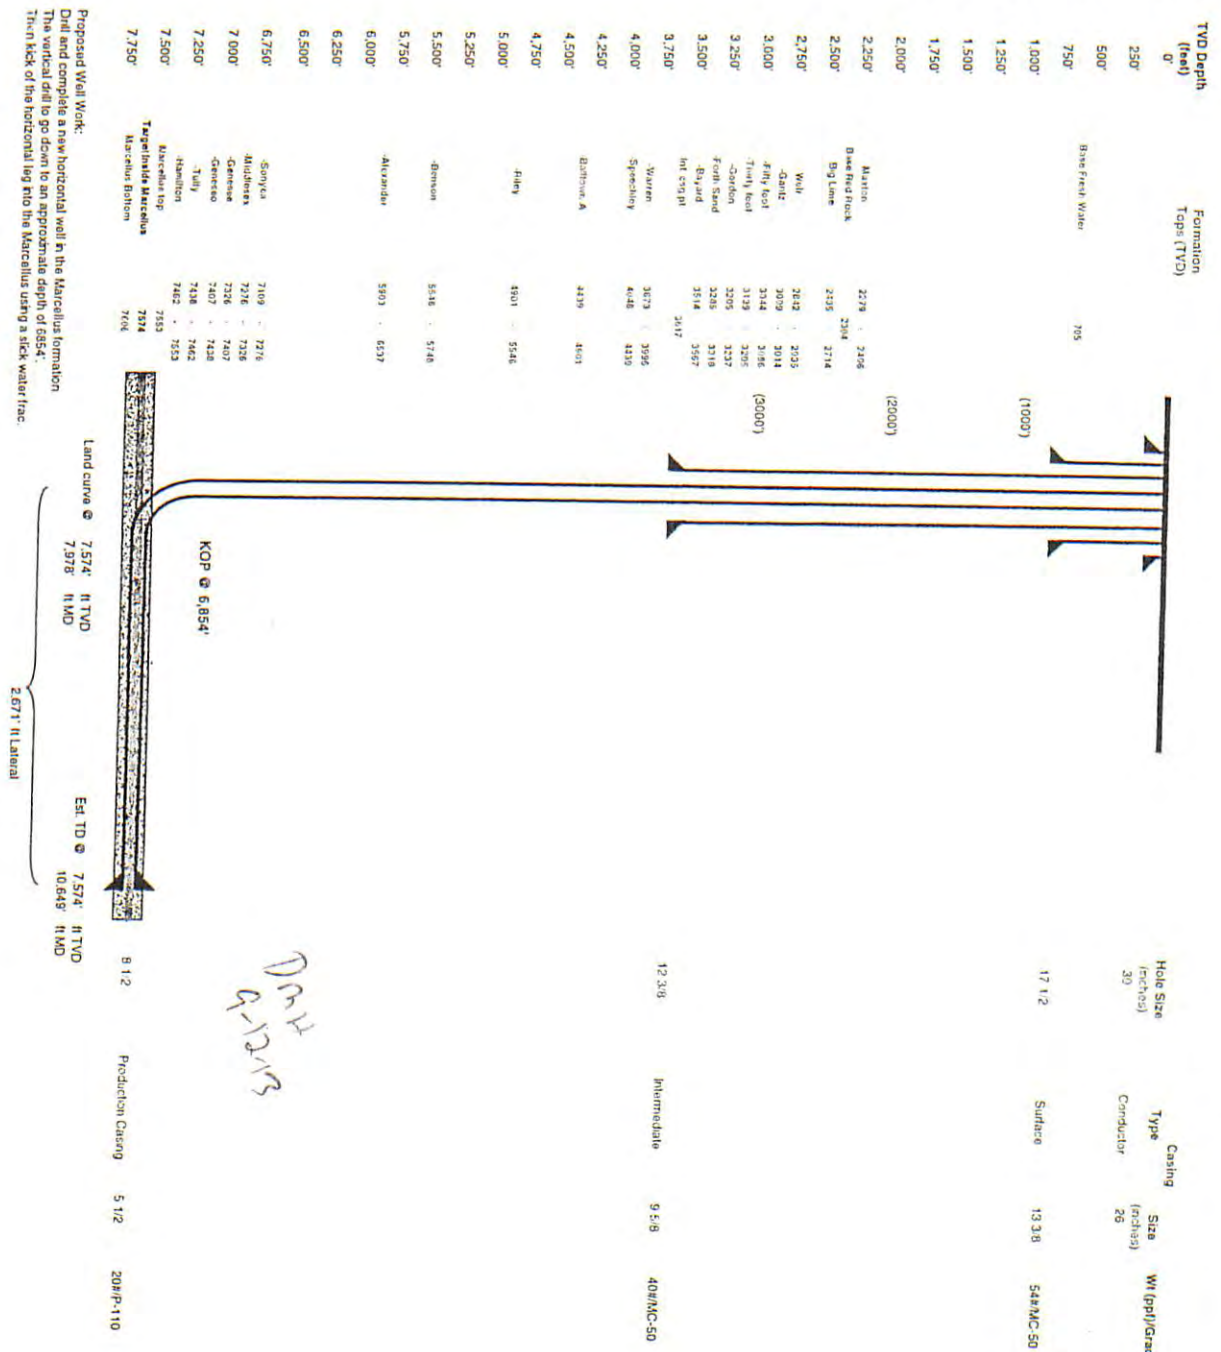 TVD Depth
(feet)
Formation
Tops (TVD)
Hole Size
(inches)
Casing
Type
Size
(inches)
0'
250'
500'
750'
1,000'
1,250'
1,500'
1,750'
2,000'
2,250'
2,500'
2,750'
3,000'
3,250'
3,500'
3,750'
4,000'
4,250'
4,500'
4,750'
5,000'
5,250'
5,500'
5,750'
6,000'
6,250'
6,500'
6,750'
7,000'
7,250'
7,500'
7,750'
Base Fresh Water 705
Maxton 2279 - 2406
Base Red Rock 2384
Big Lime 2435 2714
Weir 2842 - 2935
-Gantz 3009 - 3014
-Fifty foot 3044 3086
-Thirty foot 3139 - 3205
-Gordon 3205 - 3237
-Forth Sand 3285 3318
-Bayard 3514 3567
Int. csg pt 3617
-Warren 3673 - 3995
-Speechley 4048 4439
-Balltown A 4439 4901
-Riley 4901 - 5546
-Benson 5546 - 5748
-Alexander 5903 - 6537
-Sonyea 7109 - 7276
-Middlesex 7276 - 7326
-Genesee 7326 - 7407
-Geneseo 7407 - 7438
-Tully 7438 - 7462
-Hamilton 7462 - 7553
Marcellus top 7553
Target Inside Marcellus 7574
Marcellus Bottom 7606
(1000')
(2000')
(3000')
KOP @ 6,854'
39 Conductor 26
17 1/2 Surface 13 3/8 54#/MC-50
12 3/8 Intermediate 9 5/8 40#/MC-50
8 1/2 Production Casing 5 1/2 20#/P-110
DMH
9-12-13
Land curve @ 7,574' ft TVD
7,978' ft MD
Est. TD @ 7,574' ft TVD
10,649' ft MD
2,671' ft Lateral
Proposed Well Work:
Drill and complete a new horizontal well in the Marcellus formation
The vertical drill to go down to an approximate depth of 6854'.
Then kick of the horizontal leg into the Marcellus using a slick water frac.